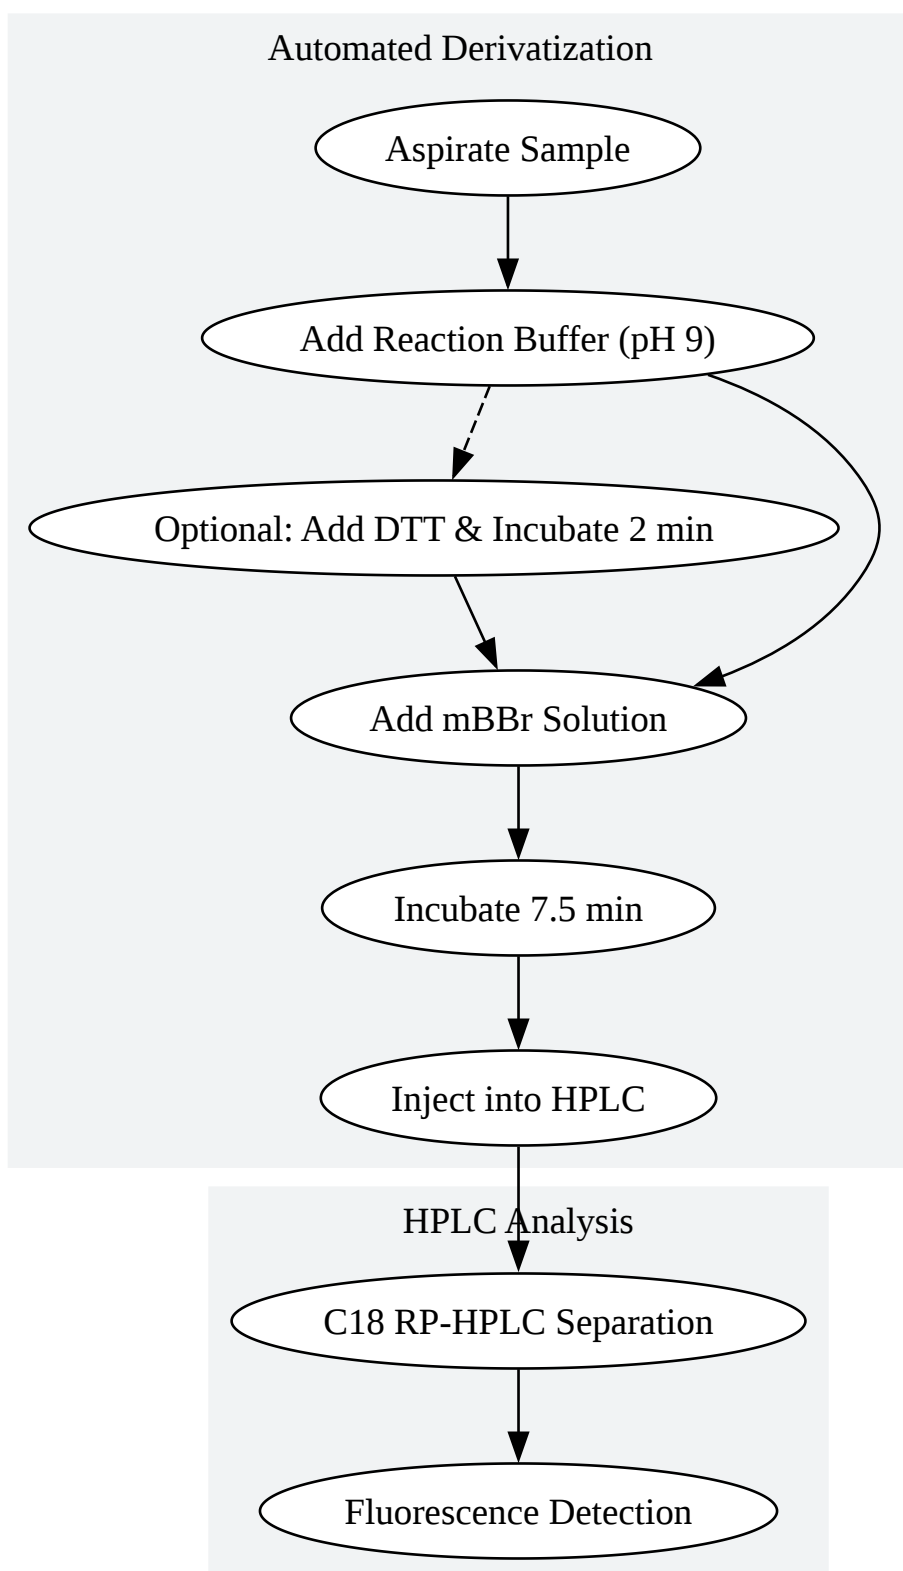 Automated Derivatization
Aspirate Sample
Add Reaction Buffer (pH 9)
Optional: Add DTT & Incubate 2 min
Add mBBr Solution
Incubate 7.5 min
Inject into HPLC
HPLC Analysis
C18 RP-HPLC Separation
Fluorescence Detection